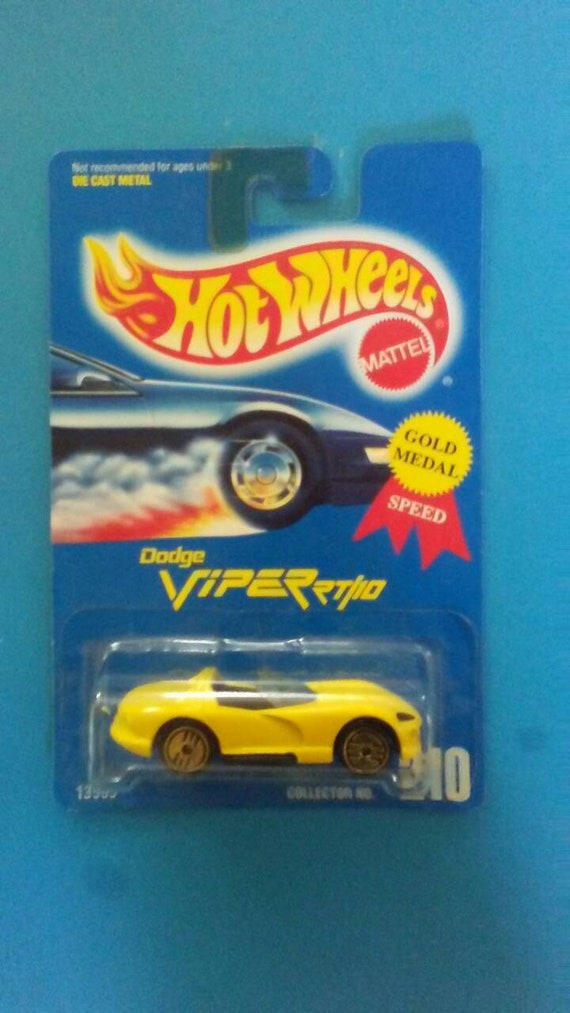 Not recommended for ages under 3
DIE CAST METAL
HOT WHEELS
MATTEL
GOLD
MEDAL
SPEED
Dodge
VIPER RT/10
COLLECTOR NO. 210